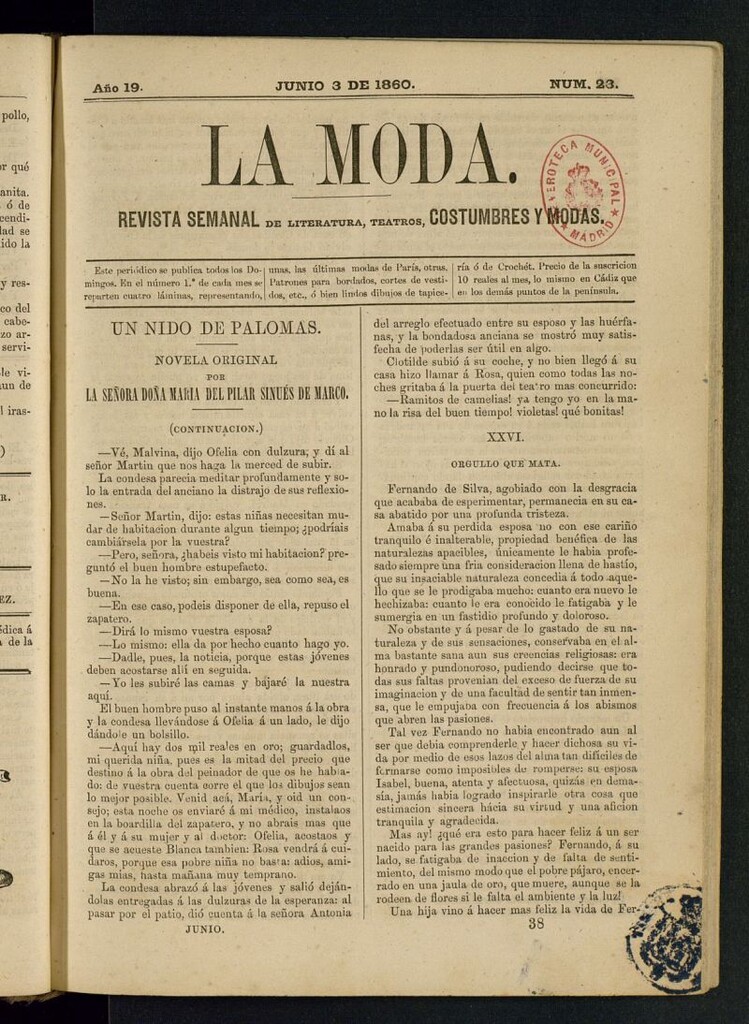 pollo,
r qué
anita.
ó de
cendi-
lad se
ido la
y res-
co del
cabe-
zo ar-
servi-
le vi-
un de
iras-
)
R.
EZ.
édica á
de la
Año 19.
JUNIO 3 DE 1860.
NUM. 23.
LA MODA.
REVISTA SEMANAL DE LITERATURA, TEATROS, COSTUMBRES Y MODAS.
HEMEROTECA MUNICIPAL
★ MADRID ★
Este periódico se publica todos los Do-
mingos. En el número 1.° de cada mes se
reparten cuatro láminas, representando,
unas, las últimas modas de París, otras.
Patrones para bordados, cortes de vesti-
dos, etc., ó bien lindos dibujos de tapice-
ría ó de Crochét. Precio de la suscricion
10 reales al mes, lo mismo en Cádiz que
en los demás puntos de la península.
UN NIDO DE PALOMAS.
NOVELA ORIGINAL
POR
LA SEÑORA DOÑA MARIA DEL PILAR SINUÉS DE MARCO.
(CONTINUACION.)
—Vé, Malvina, dijo Ofelia con dulzura; y dí al
señor Martin que nos haga la merced de subir.
La condesa parecia meditar profundamente y so-
lo la entrada del anciano la distrajo de sus reflexio-
nes.
—Señor Martin, dijo: estas niñas necesitan mu-
dar de habitacion durante algun tiempo; ¿podríais
cambiársela por la vuestra?
—Pero, señora, ¿habeis visto mi habitacion? pre-
guntó el buen hombre estupefacto.
—No la he visto; sin embargo, sea como sea, es
buena.
—En ese caso, podeis disponer de ella, repuso el
zapatero.
—Dirá lo mismo vuestra esposa?
—Lo mismo: ella da por hecho cuanto hago yo.
—Dadle, pues, la noticia, porque estas jóvenes
deben acostarse allí en seguida.
—Yo les subiré las camas y bajaré la nuestra
aquí.
El buen hombre puso al instante manos á la obra
y la condesa llevándose á Ofelia á un lado, le dijo
dándole un bolsillo.
—Aquí hay dos mil reales en oro; guardadlos,
mi querida niña, pues es la mitad del precio que
destino á la obra del peinador de que os he habla-
do: de vuestra cuenta corre el que los dibujos sean
lo mejor posible. Venid acá, María, y oid un con-
sejo; esta noche os enviaré á mi médico, instalaos
en la boardilla del zapatero, y no abrais mas que
á él y á su mujer y al doctor: Ofelia, acostaos y
que se acueste Blanca tambien: Rosa vendrá á cui-
daros, porque esa pobre niña no basta: adios, ami-
gas mias, hasta mañana muy temprano.
La condesa abrazó á las jóvenes y salió deján-
dolas entregadas á las dulzuras de la esperanza: al
pasar por el patio, dió cuenta á la señora Antonia
JUNIO.
del arreglo efectuado entre su esposo y las huérfa-
nas, y la bondadosa anciana se mostró muy satis-
fecha de poderlas ser útil en algo.
Clotilde subió á su coche, y no bien llegó á su
casa hizo llamar á Rosa, quien como todas las no-
ches gritaba á la puerta del teatro mas concurrido:
—Ramitos de camelias! ya tengo yo en la ma-
no la risa del buen tiempo! violetas! qué bonitas!
XXVI.
ORGULLO QUE MATA.
Fernando de Silva, agobiado con la desgracia
que acababa de esperimentar, permanecia en su ca-
sa abatido por una profunda tristeza.
Amaba á su perdida esposa no con ese cariño
tranquilo é inalterable, propiedad benéfica de las
naturalezas apacibles, únicamente le habia profe-
sado siempre una fria consideracion llena de hastío,
que su insaciable naturaleza concedia á todo aque-
llo que se le prodigaba mucho: cuanto era nuevo le
hechizaba: cuanto le era conocido le fatigaba y le
sumergia en un fastidio profundo y doloroso.
No obstante y á pesar de lo gastado de su na-
turaleza y de sus sensaciones, conservaba en el al-
ma bastante sana aun sus creencias religiosas: era
honrado y pundonoroso, pudiendo decirse que to-
das sus faltas provenian del exceso de fuerza de su
imaginacion y de una facultad de sentir tan inmen-
sa, que le empujaba con frecuencia á los abismos
que abren las pasiones.
Tal vez Fernando no habia encontrado aun al
ser que debia comprenderle y hacer dichosa su vi-
da por medio de esos lazos del alma tan difíciles de
formarse como imposibles de romperse: su esposa
Isabel, buena, atenta y afectuosa, quizás en dema-
sía, jamás habia logrado inspirarle otra cosa que
estimacion sincera hácia su virtud y una aficion
tranquila y agradecida.
Mas ay! ¿qué era esto para hacer feliz á un ser
nacido para las grandes pasiones? Fernando, á su
lado, se fatigaba de inaccion y de falta de senti-
miento, del mismo modo que el pobre pájaro, encer-
rado en una jaula de oro, que muere, aunque se la
rodeen de flores si le falta el ambiente y la luz!
Una hija vino á hacer mas feliz la vida de Fer-
38